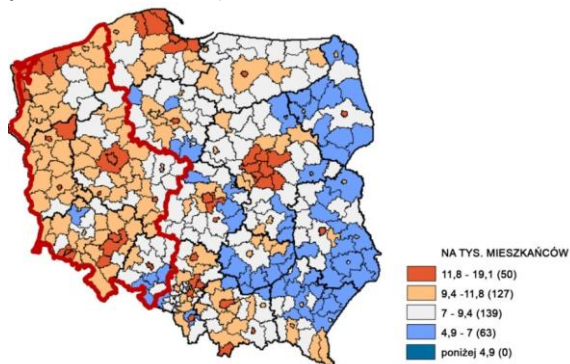 NA TYS. MIESZKAŃCÓW
11,8 - 19,1 (50)
9,4 -11,8 (127)
7 - 9,4 (139)
4,9 - 7 (63)
poniżej 4,9 (0)